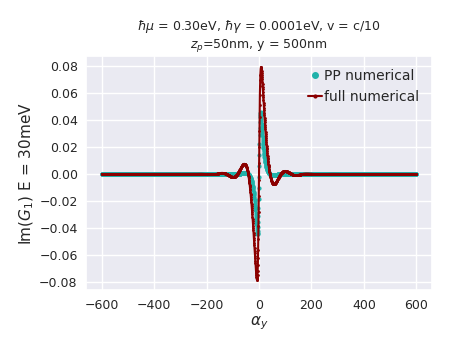 ħμ = 0.30eV, ħγ = 0.0001eV, v = c/10
z_p=50nm, y = 500nm
PP numerical
full numerical
Im(G₁) E = 30meV
0.08
0.06
0.04
0.02
0.00
−0.02
−0.04
−0.06
−0.08
−600 −400 −200 0 200 400 600
α_y